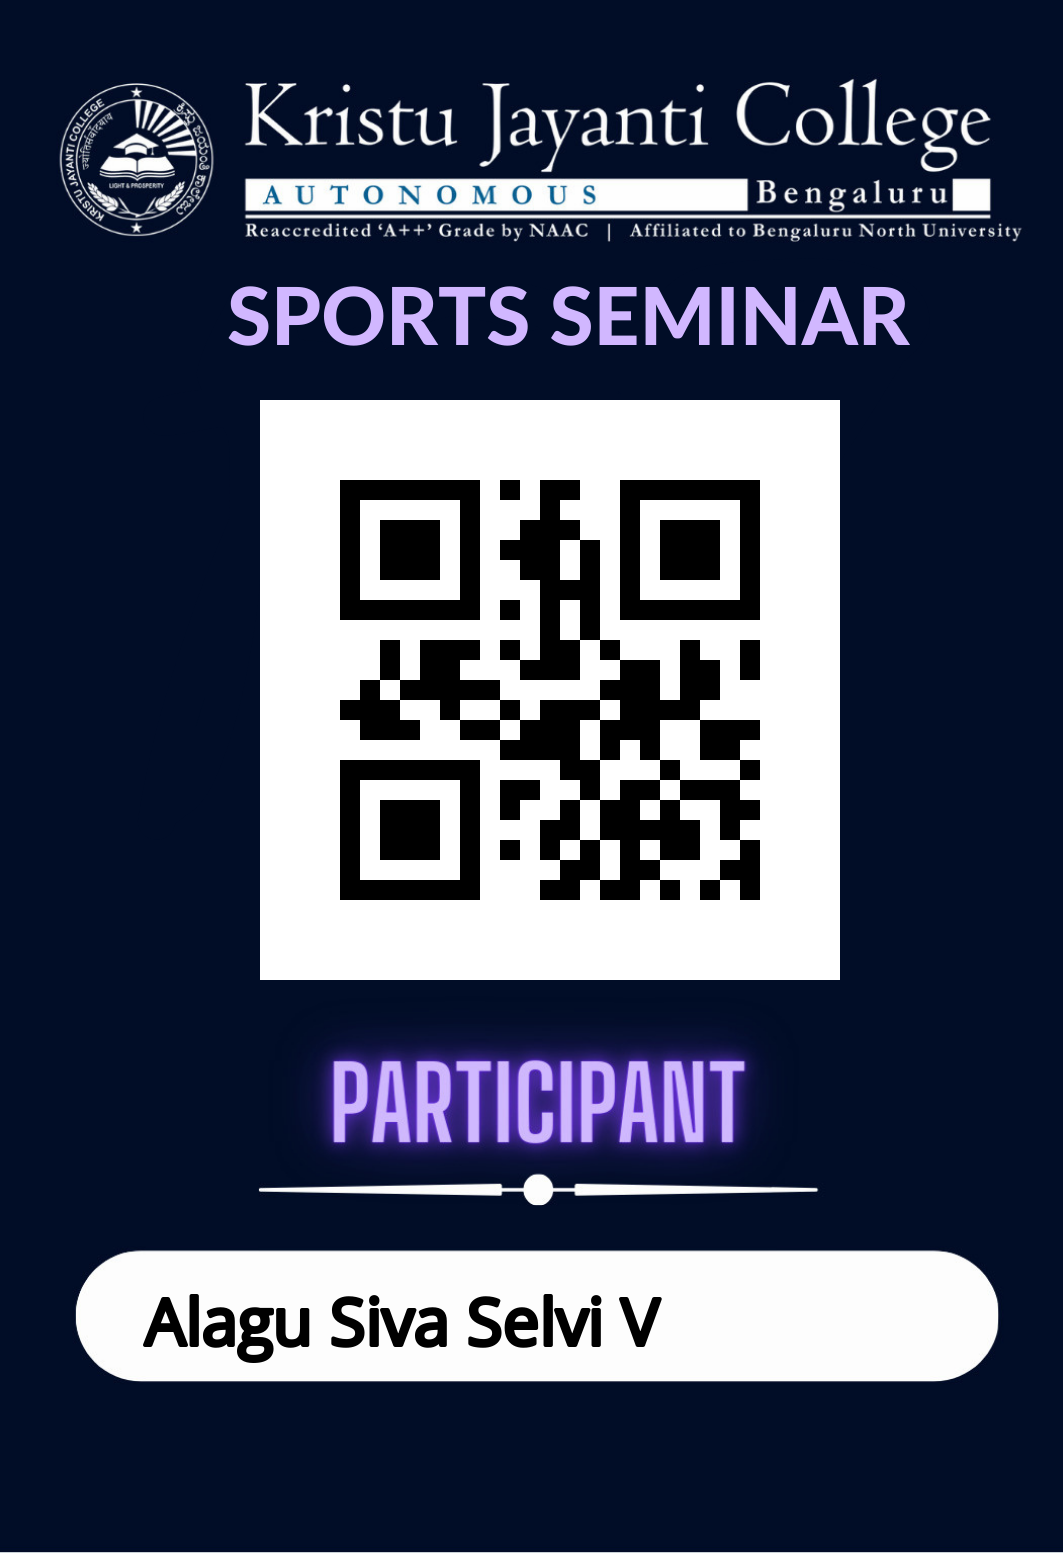 KRISTU JAYANTI COLLEGE
ಕ್ರಿಸ್ತು ಜಯಂತಿ ಕಾಲೇಜು
LIGHT & PROSPERITY
Kristu Jayanti College
AUTONOMOUS Bengaluru
Reaccredited ‘A++’ Grade by NAAC | Affiliated to Bengaluru North University
SPORTS SEMINAR
PARTICIPANT
Alagu Siva Selvi V